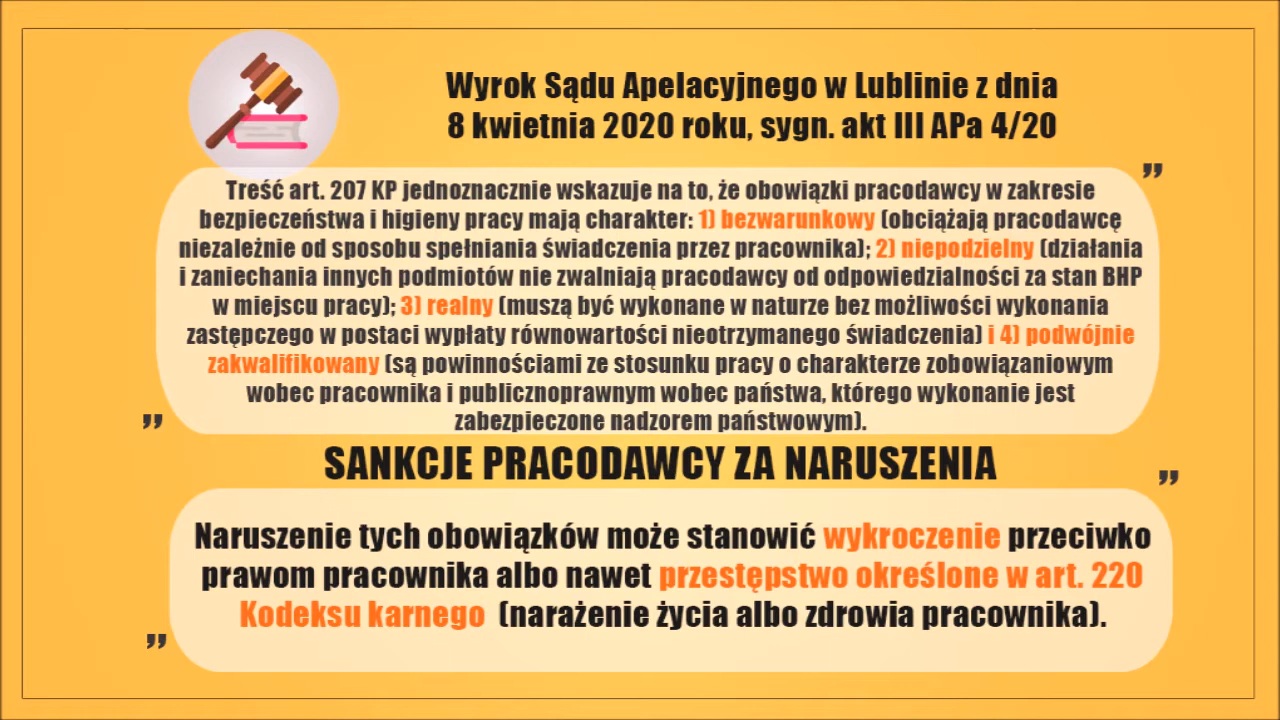 Wyrok Sądu Apelacyjnego w Lublinie z dnia
8 kwietnia 2020 roku, sygn. akt III APa 4/20
”
Treść art. 207 KP jednoznacznie wskazuje na to, że obowiązki pracodawcy w zakresie
bezpieczeństwa i higieny pracy mają charakter: 1) bezwarunkowy (obciążają pracodawcę
niezależnie od sposobu spełniania świadczenia przez pracownika); 2) niepodzielny (działania
i zaniechania innych podmiotów nie zwalniają pracodawcy od odpowiedzialności za stan BHP
w miejscu pracy); 3) realny (muszą być wykonane w naturze bez możliwości wykonania
zastępczego w postaci wypłaty równowartości nieotrzymanego świadczenia) i 4) podwójnie
zakwalifikowany (są powinnościami ze stosunku pracy o charakterze zobowiązaniowym
wobec pracownika i publicznoprawnym wobec państwa, którego wykonanie jest
zabezpieczone nadzorem państwowym).
”
SANKCJE PRACODAWCY ZA NARUSZENIA
”
Naruszenie tych obowiązków może stanowić wykroczenie przeciwko
prawom pracownika albo nawet przestępstwo określone w art. 220
Kodeksu karnego (narażenie życia albo zdrowia pracownika).
”